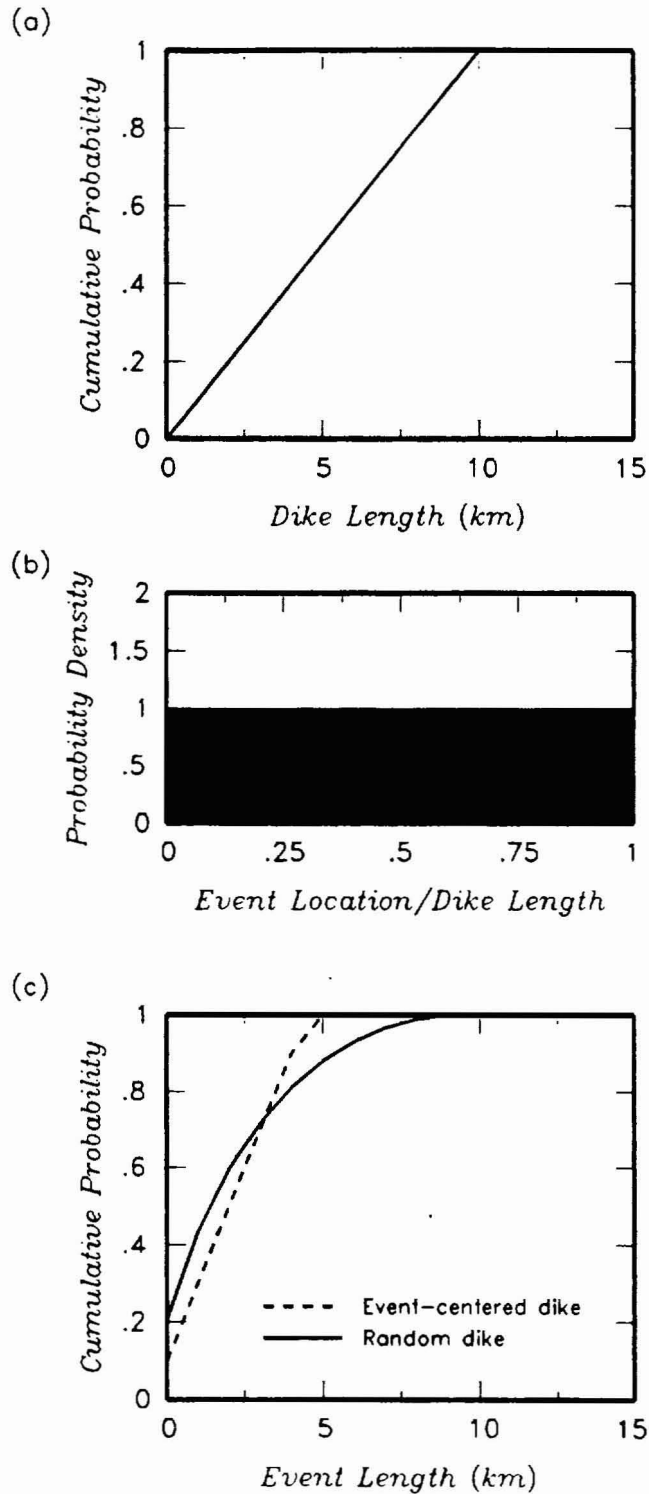 (a)
Cumulative Probability
1
.8
.6
.4
.2
0
0 5 10 15
Dike Length (km)
(b)
Probability Density
2
1.5
1
.5
0
0 .25 .5 .75 1
Event Location/Dike Length
(c)
Cumulative Probability
1
.8
.6
.4
.2
0
Event-centered dike
Random dike
0 5 10 15
Event Length (km)